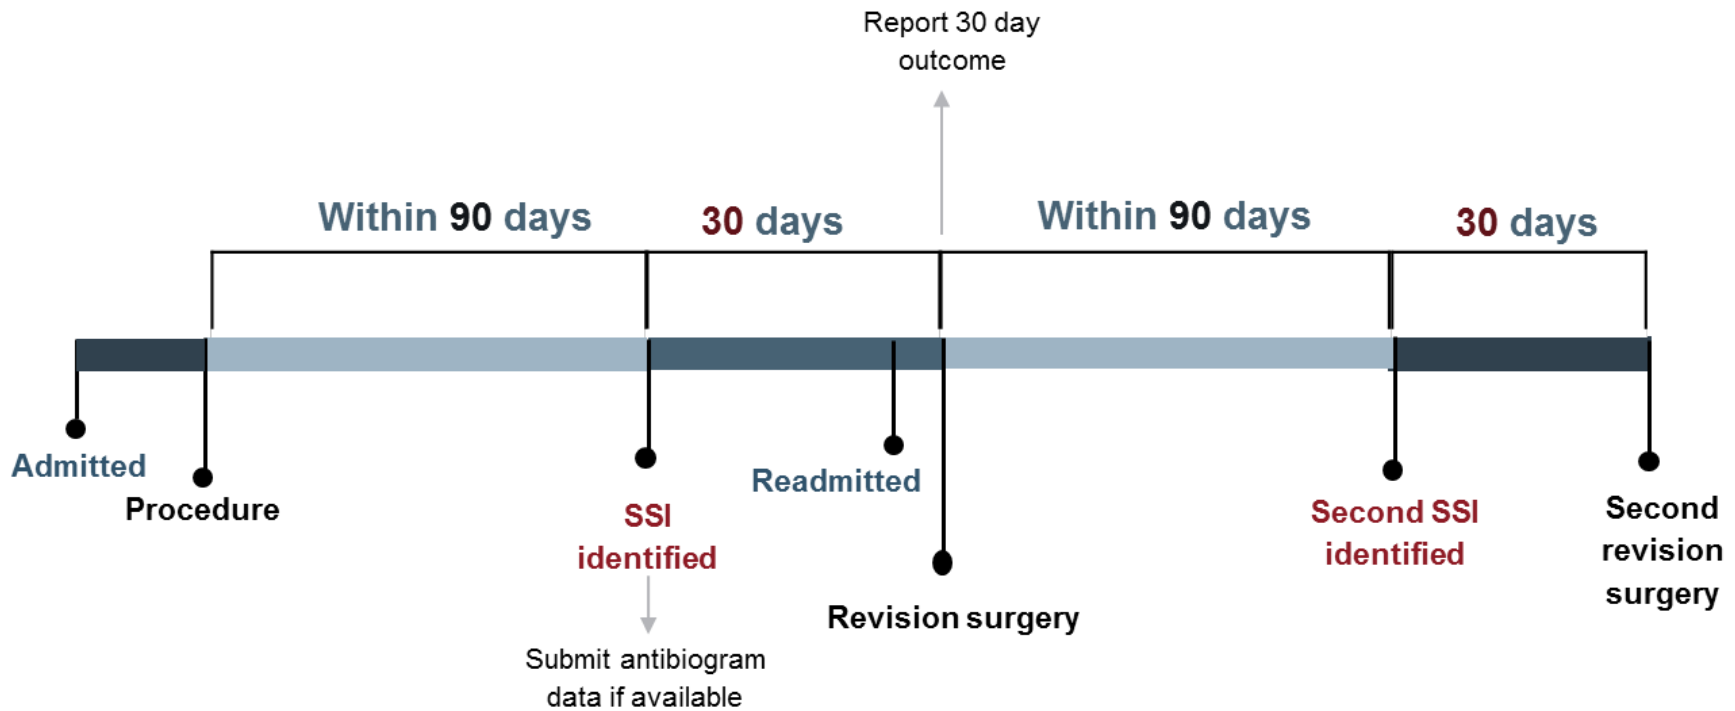 Report 30 day
outcome
Within 90 days
30 days
Within 90 days
30 days
Admitted
Procedure
SSI
identified
Readmitted
Revision surgery
Second SSI
identified
Second
revision
surgery
Submit antibiogram
data if available